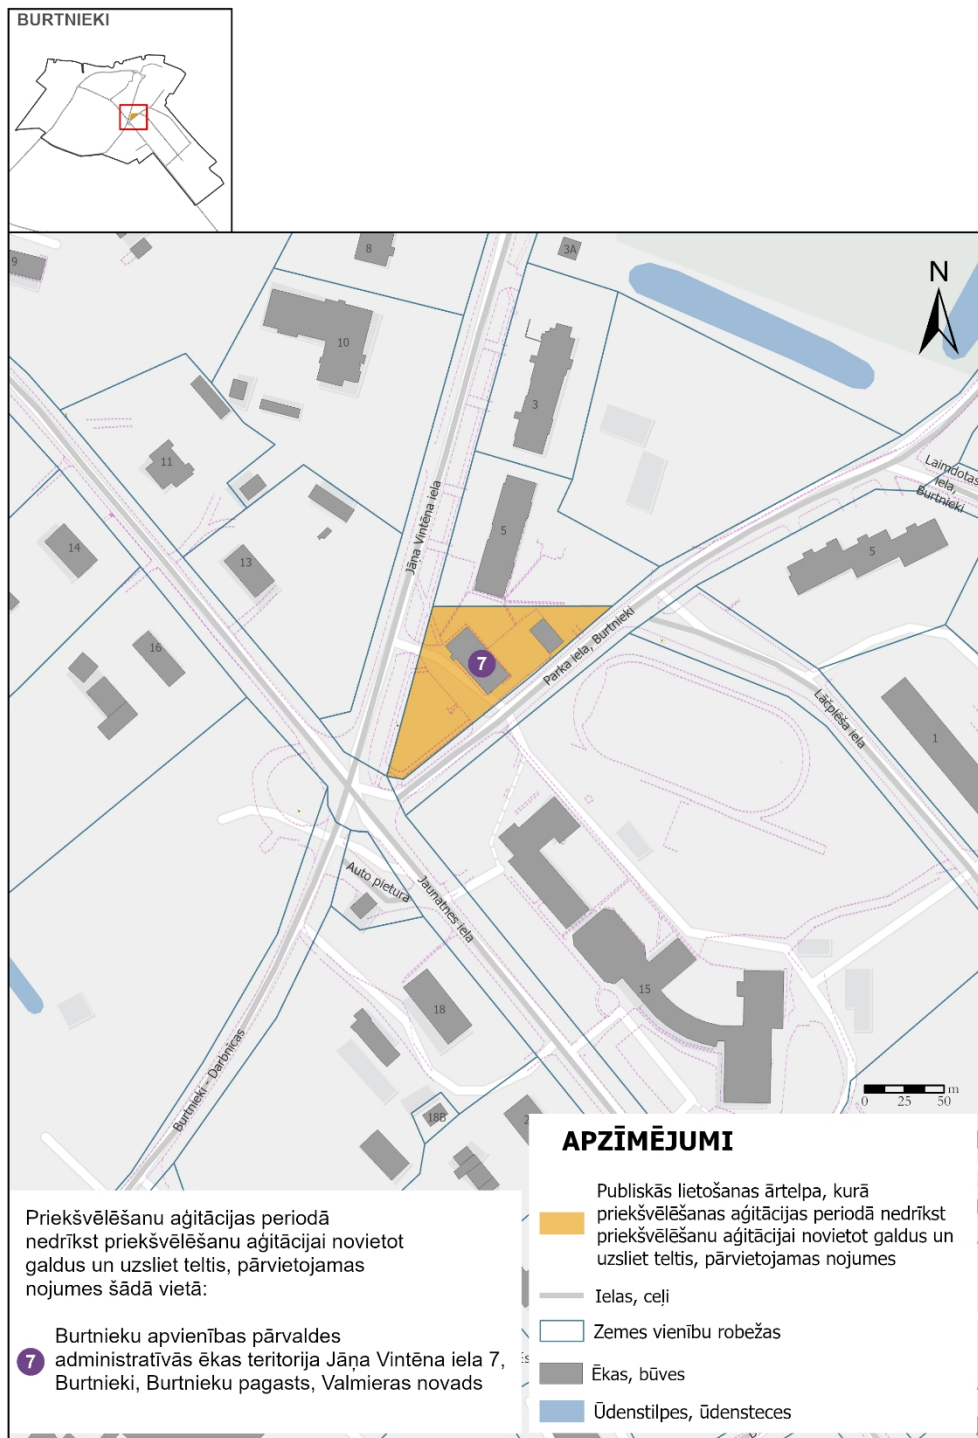 BURTNIEKI
N
8
3A
9
10
3
11
Laimdotas
iela,
Burtnieki
Jāņa Vintēna iela
14
13
5
5
16
7
Parka iela, Burtnieki
Lāčplēša iela
1
Auto pietura
Jaunatnes iela
15
18
Burtnieki - Darbnīcas
18B
0 25 50 m
APZĪMĒJUMI
Publiskās lietošanas ārtelpa, kurā
priekšvēlēšanas aģitācijas periodā nedrīkst
priekšvēlēšanu aģitācijai novietot galdus un
uzsliet teltis, pārvietojamas nojumes
Ielas, ceļi
Zemes vienību robežas
Ēkas, būves
Ūdenstilpes, ūdensteces
Priekšvēlēšanu aģitācijas periodā
nedrīkst priekšvēlēšanu aģitācijai novietot
galdus un uzsliet teltis, pārvietojamas
nojumes šādā vietā:
7 Burtnieku apvienības pārvaldes
administratīvās ēkas teritorija Jāņa Vintēna iela 7,
Burtnieki, Burtnieku pagasts, Valmieras novads